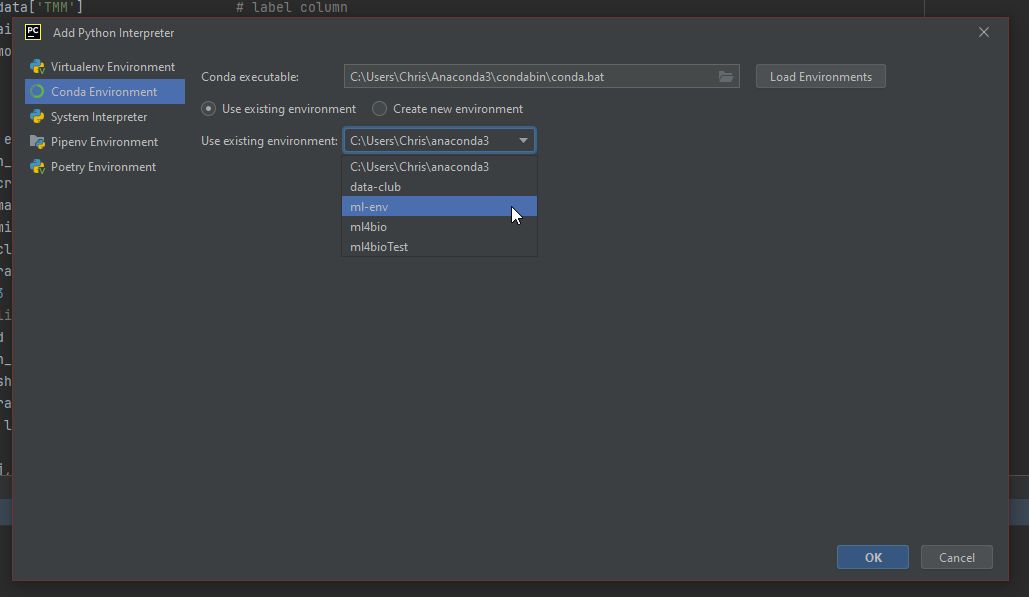 data['TMM'] # label column
PC Add Python Interpreter
Virtualenv Environment
Conda Environment
System Interpreter
Pipenv Environment
Poetry Environment
Conda executable: C:\Users\Chris\Anaconda3\condabin\conda.bat Load Environments
Use existing environment Create new environment
Use existing environment: C:\Users\Chris\anaconda3
C:\Users\Chris\anaconda3
data-club
ml-env
ml4bio
ml4bioTest
OK Cancel